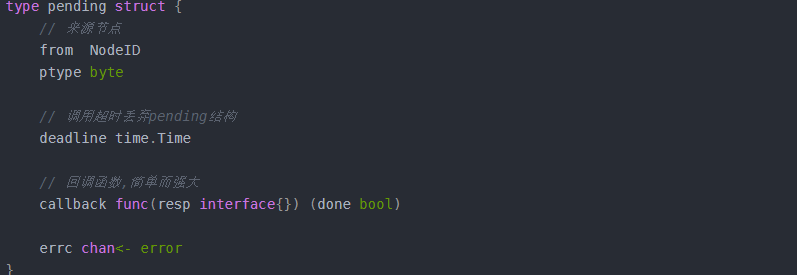 type pending struct {
// 来源节点
from  NodeID
ptype byte
// 调用超时丢弃pending结构
deadline time.Time
// 回调函数,简单而强大
callback func(resp interface{}) (done bool)
errc chan<- error
}